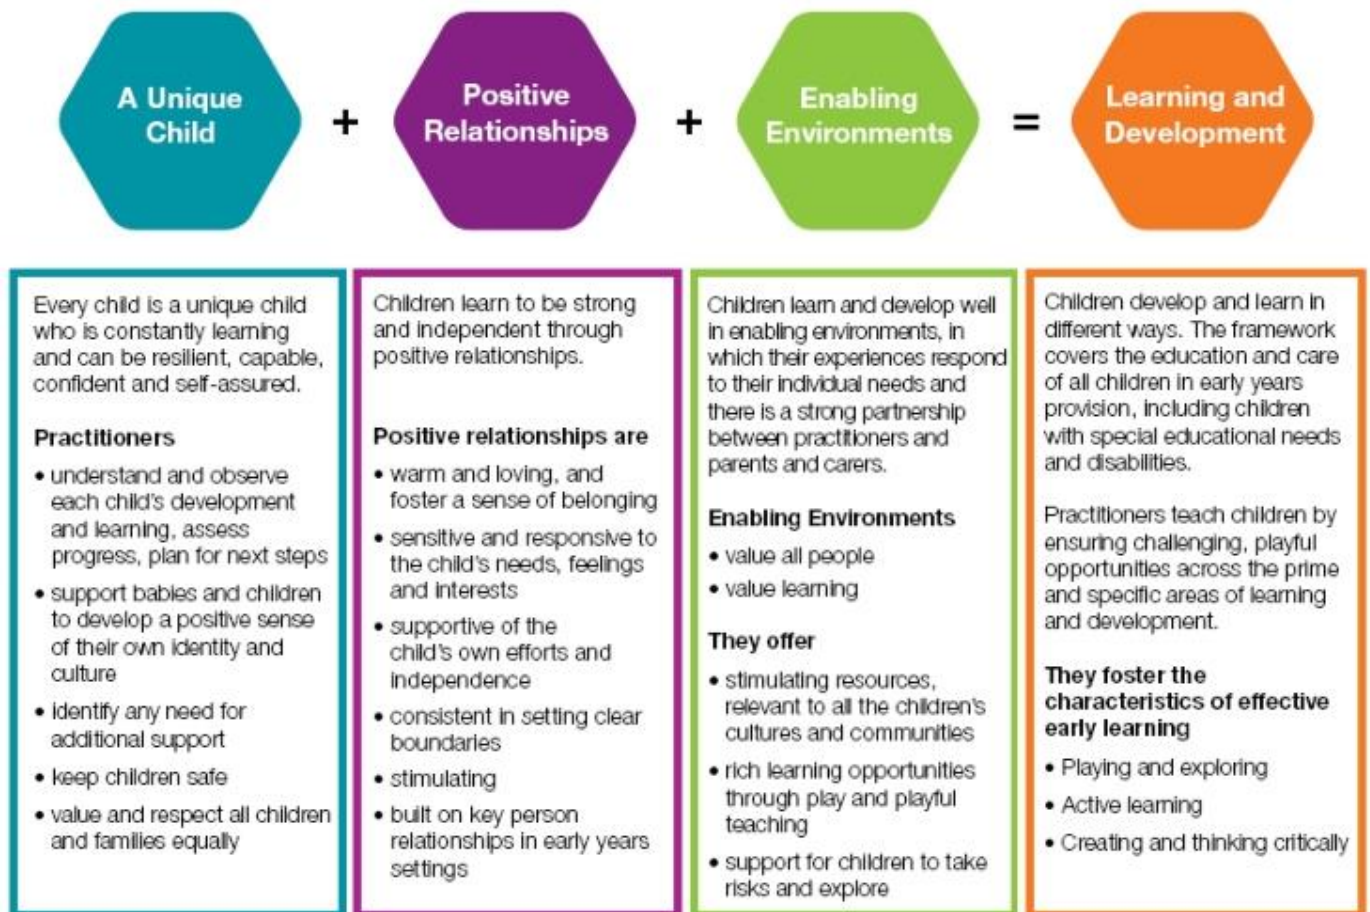 A Unique
Child
+
Positive
Relationships
+
Enabling
Environments
=
Learning and
Development
Every child is a unique child
who is constantly learning
and can be resilient, capable,
confident and self-assured.
Practitioners
• understand and observe
each child's development
and learning, assess
progress, plan for next steps
• support babies and children
to develop a positive sense
of their own identity and
culture
• identify any need for
additional support
• keep children safe
• value and respect all children
and families equally
Children learn to be strong
and independent through
positive relationships.
Positive relationships are
• warm and loving, and
foster a sense of belonging
• sensitive and responsive to
the child's needs, feelings
and interests
• supportive of the
child's own efforts and
independence
• consistent in setting clear
boundaries
• stimulating
• built on key person
relationships in early years
settings
Children learn and develop well
in enabling environments, in
which their experiences respond
to their individual needs and
there is a strong partnership
between practitioners and
parents and carers.
Enabling Environments
• value all people
• value learning
They offer
• stimulating resources,
relevant to all the children's
cultures and communities
• rich learning opportunities
through play and playful
teaching
• support for children to take
risks and explore
Children develop and learn in
different ways. The framework
covers the education and care
of all children in early years
provision, including children
with special educational needs
and disabilities.
Practitioners teach children by
ensuring challenging, playful
opportunities across the prime
and specific areas of learning
and development.
They foster the
characteristics of effective
early learning
• Playing and exploring
• Active learning
• Creating and thinking critically